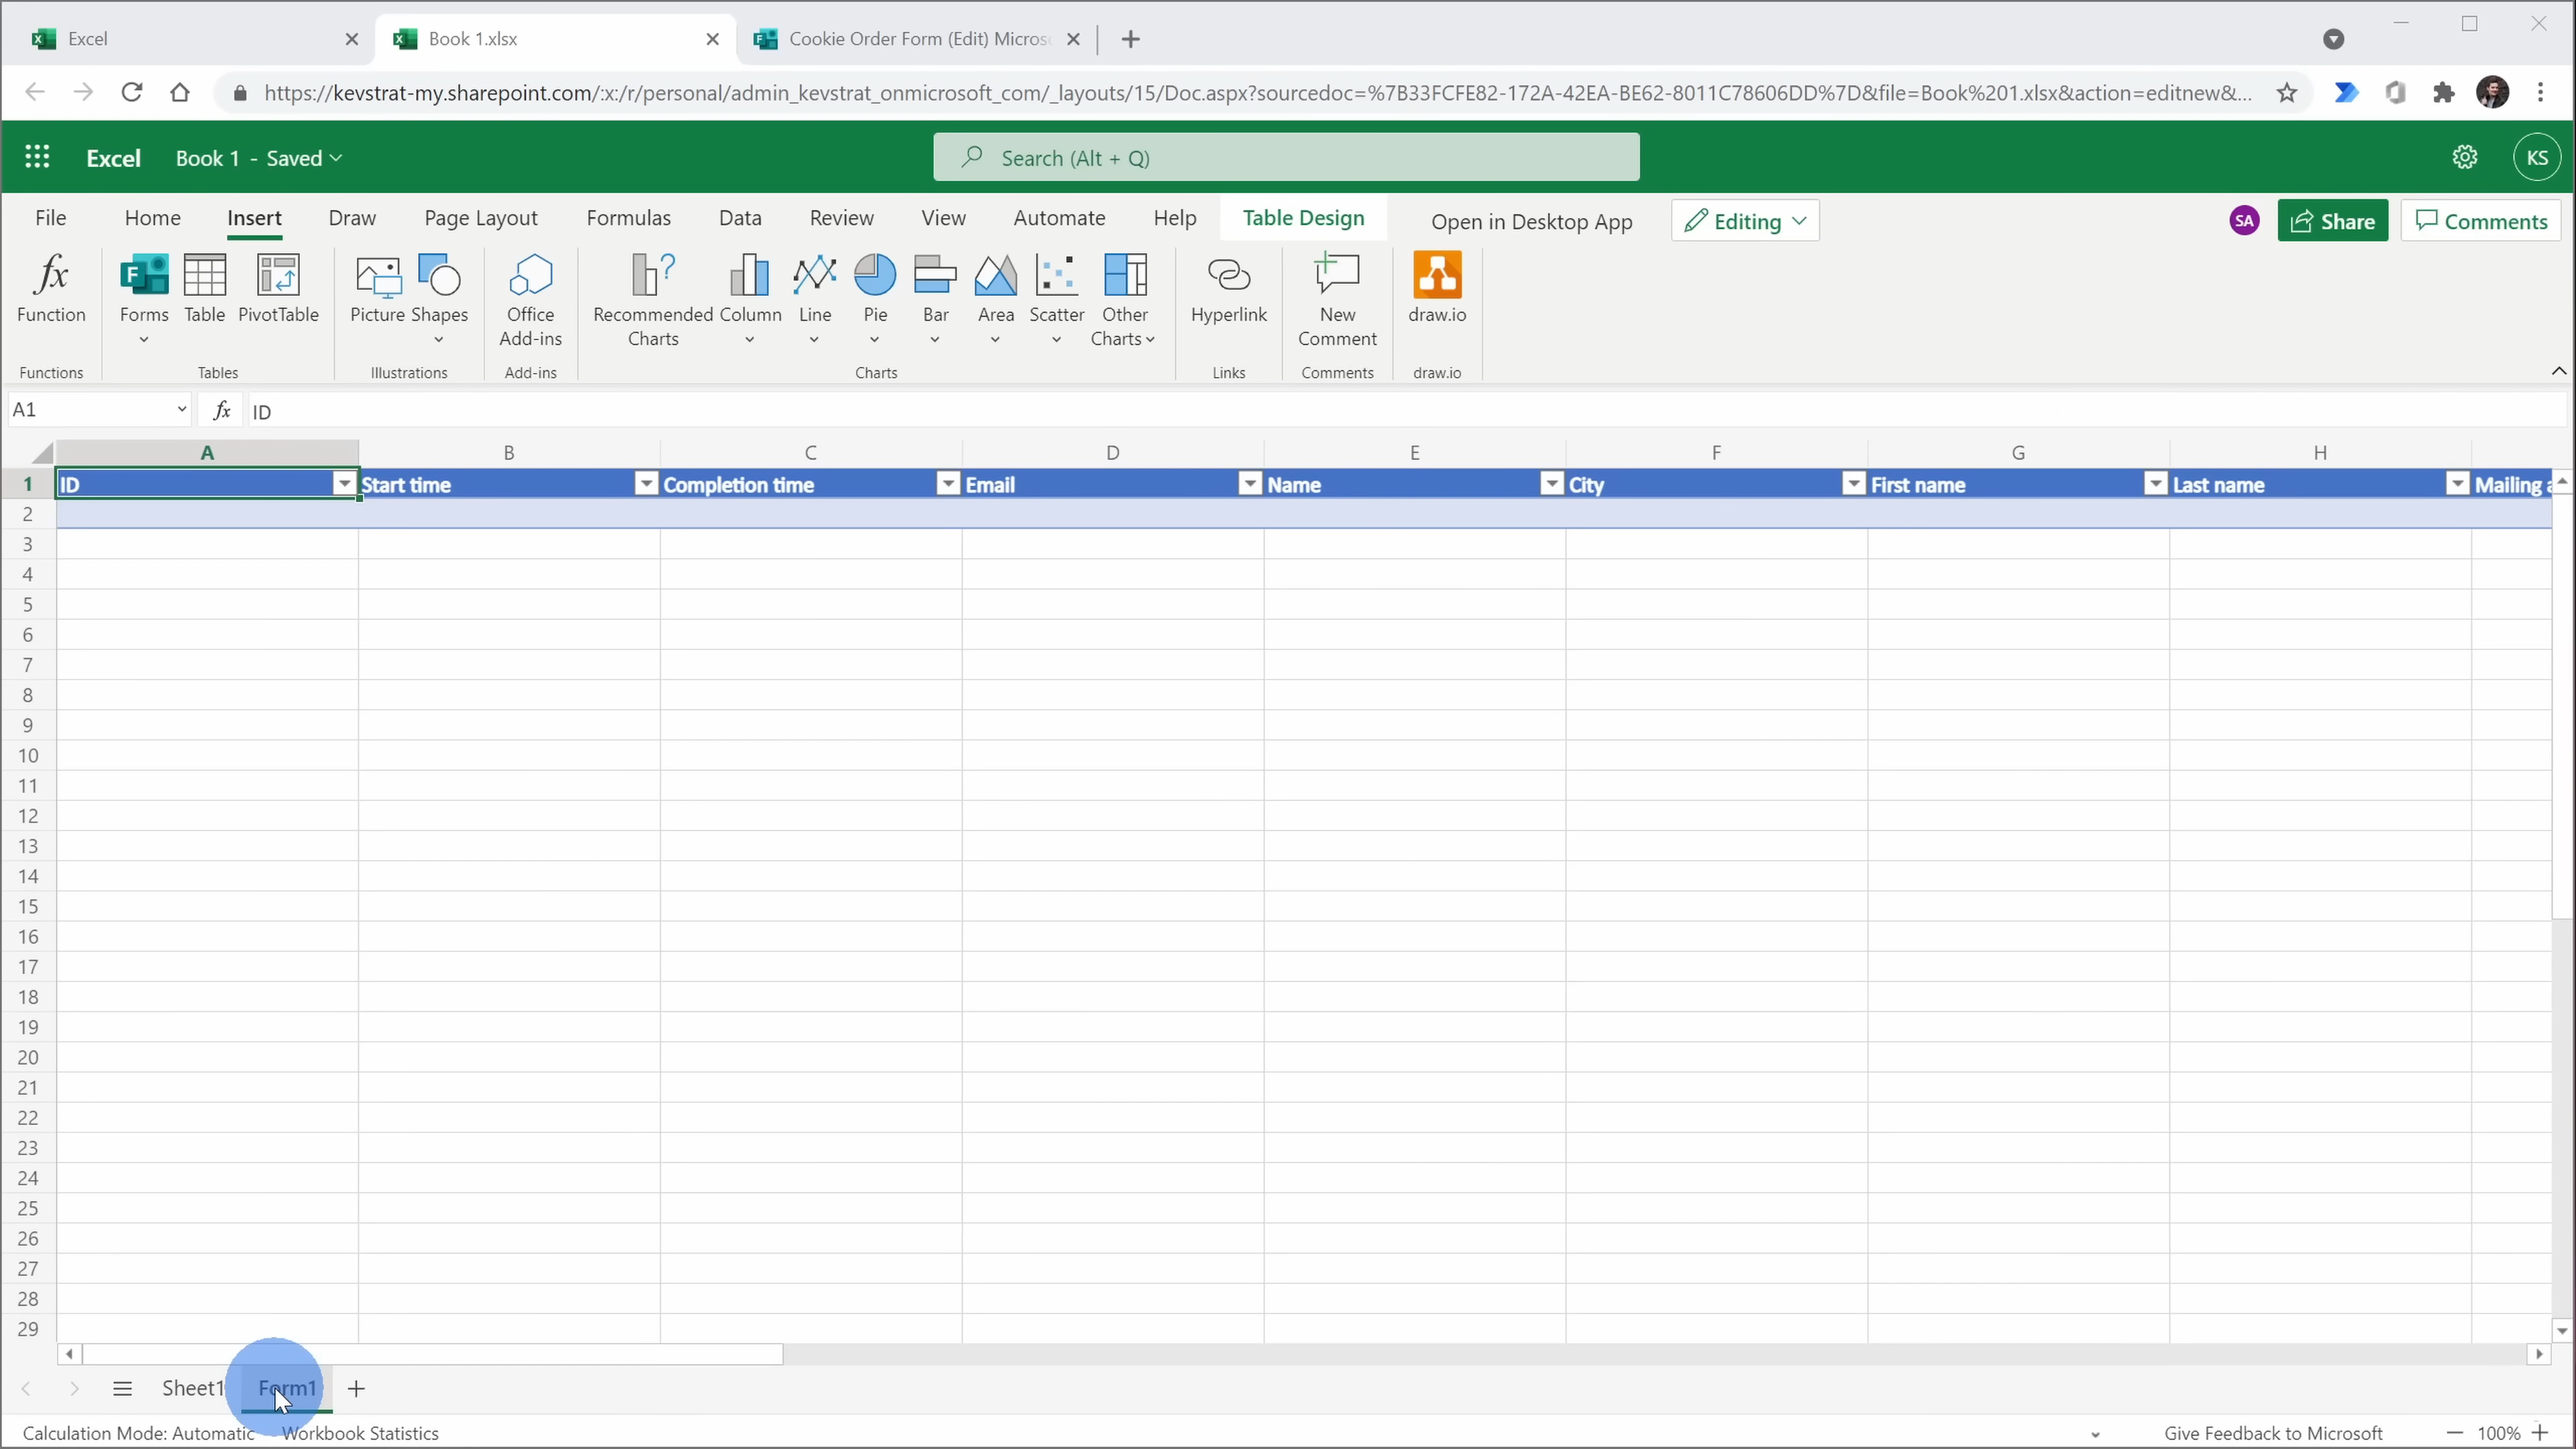 Excel
Book 1.xlsx
Cookie Order Form (Edit) Micros
https://kevstrat-my.sharepoint.com/:x:/r/personal/admin_kevstrat_onmicrosoft_com/_layouts/15/Doc.aspx?sourcedoc=%7B33FCFE82-172A-42EA-BE62-8011C78606DD%7D&file=Book%201.xlsx&action=editnew&...
Excel Book 1 - Saved
Search (Alt + Q)
KS
File Home Insert Draw Page Layout Formulas Data Review View Automate Help Table Design Open in Desktop App Editing
SA Share Comments
Function Forms Table PivotTable Picture Shapes Office Add-ins Recommended Charts Column Line Pie Bar Area Scatter Other Charts Hyperlink New Comment draw.io
Functions Tables Illustrations Add-ins Charts Links Comments draw.io
A1 fx ID
A B C D E F G H
1 ID Start time Completion time Email Name City First name Last name Mailing a
2
3
4
5
6
7
8
9
10
11
12
13
14
15
16
17
18
19
20
21
22
23
24
25
26
27
28
29
Sheet1 Form1
Calculation Mode: Automatic Workbook Statistics
Give Feedback to Microsoft 100%